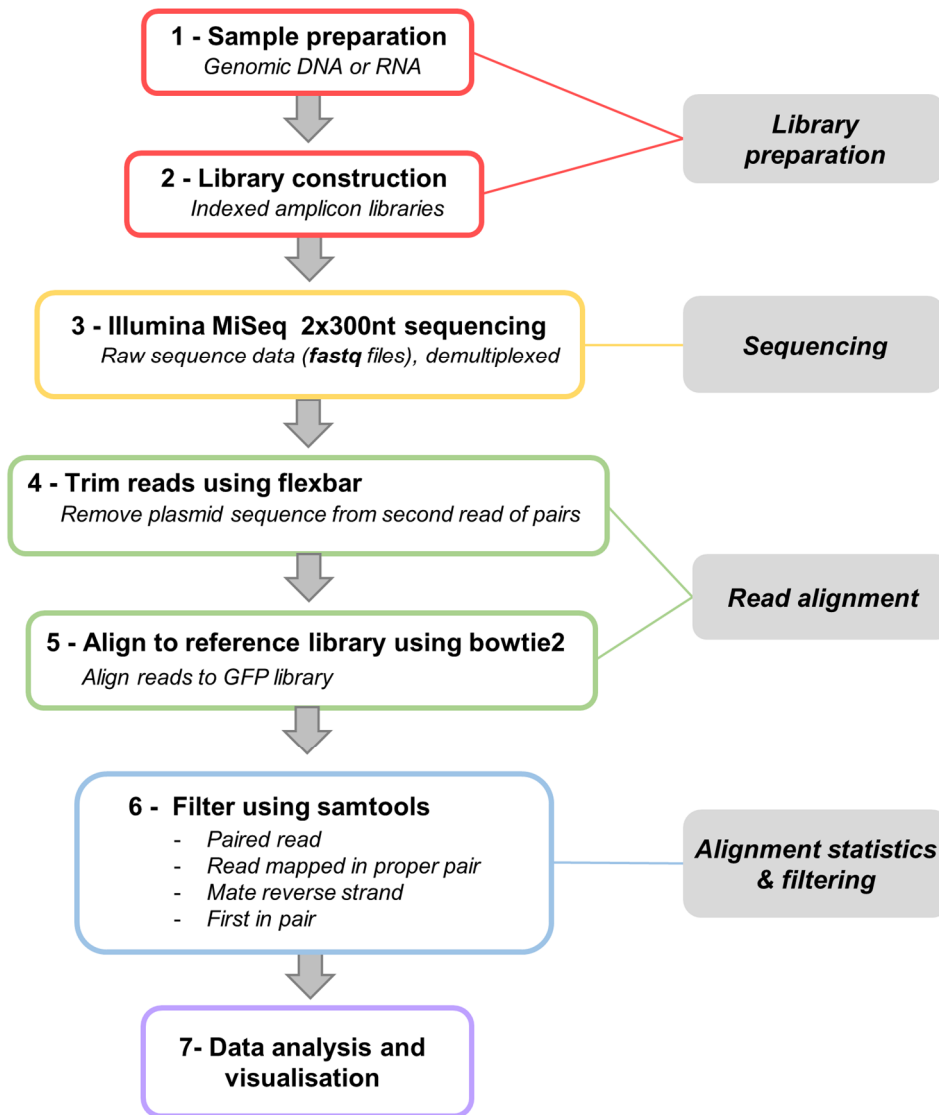 1 - Sample preparation
Genomic DNA or RNA
Library
preparation
2 - Library construction
Indexed amplicon libraries
3 - Illumina MiSeq  2x300nt sequencing
Raw sequence data (fastq files), demultiplexed
Sequencing
4 - Trim reads using flexbar
Remove plasmid sequence from second read of pairs
Read alignment
5 - Align to reference library using bowtie2
Align reads to GFP library
6 -  Filter using samtools
- Paired read
- Read mapped in proper pair
- Mate reverse strand
- First in pair
Alignment statistics
& filtering
7- Data analysis and
visualisation